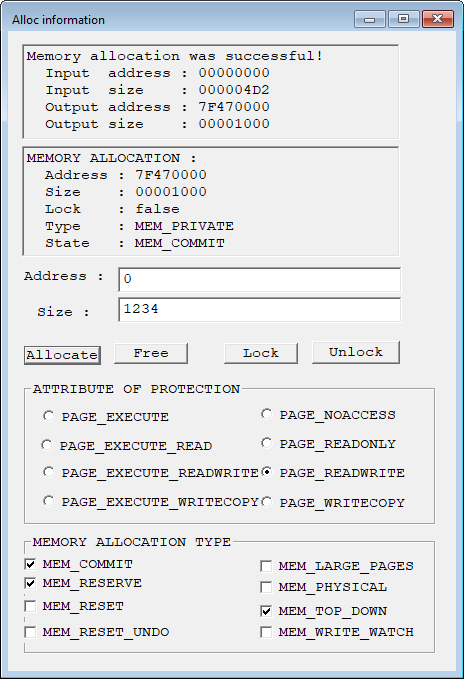 Alloc information
Memory allocation was successful!
Input address : 00000000
Input size : 000004D2
Output address : 7F470000
Output size : 00001000
MEMORY ALLOCATION :
Address : 7F470000
Size : 00001000
Lock : false
Type : MEM_PRIVATE
State : MEM_COMMIT
Address : 0
Size : 1234
Allocate Free Lock Unlock
ATTRIBUTE OF PROTECTION
PAGE_EXECUTE PAGE_NOACCESS
PAGE_EXECUTE_READ PAGE_READONLY
PAGE_EXECUTE_READWRITE PAGE_READWRITE
PAGE_EXECUTE_WRITECOPY PAGE_WRITECOPY
MEMORY ALLOCATION TYPE
MEM_COMMIT MEM_LARGE_PAGES
MEM_RESERVE MEM_PHYSICAL
MEM_RESET MEM_TOP_DOWN
MEM_RESET_UNDO MEM_WRITE_WATCH